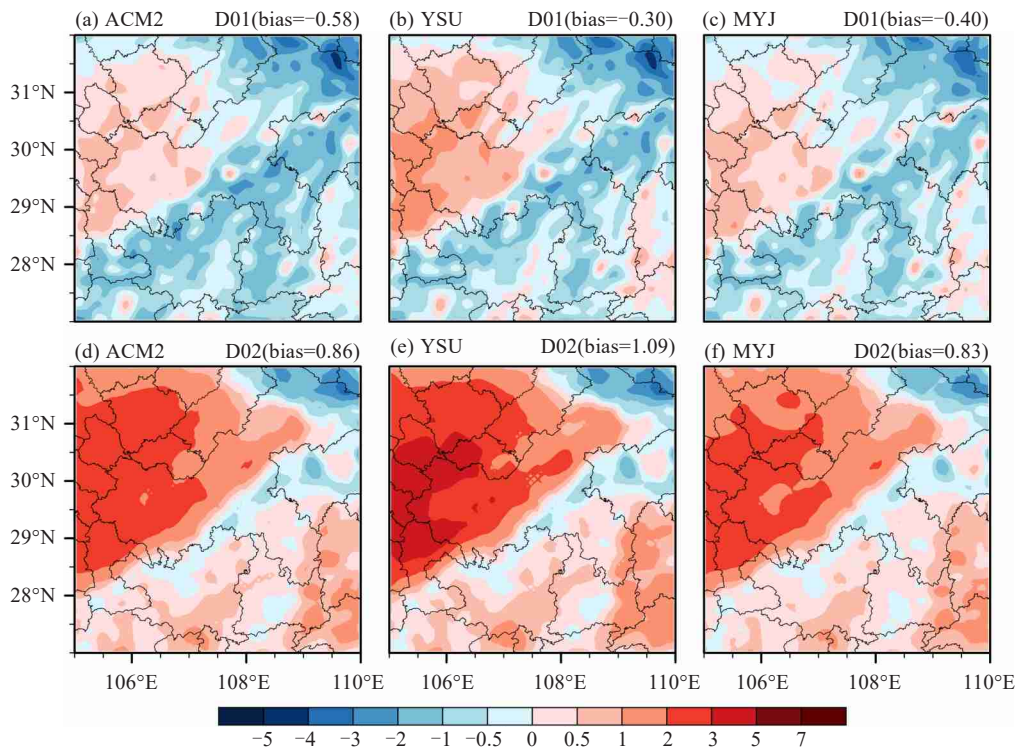 (a) ACM2 D01(bias=−0.58) (b) YSU D01(bias=−0.30) (c) MYJ D01(bias=−0.40)
31°N
30°N
29°N
28°N
(d) ACM2 D02(bias=0.86) (e) YSU D02(bias=1.09) (f) MYJ D02(bias=0.83)
31°N
30°N
29°N
28°N
106°E 108°E 110°E 106°E 108°E 110°E 106°E 108°E 110°E
−5 −4 −3 −2 −1 −0.5 0 0.5 1 2 3 5 7